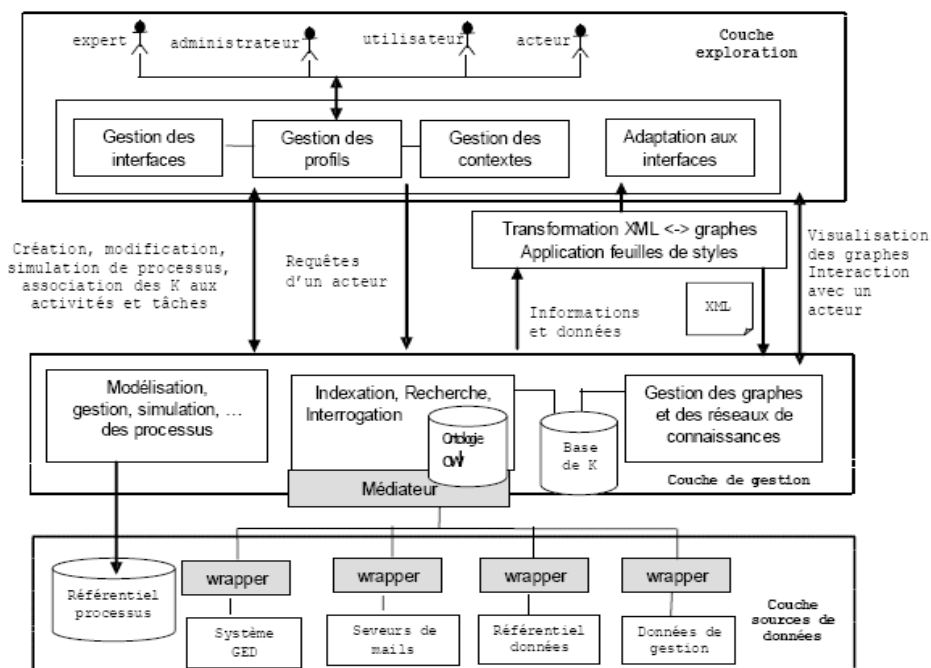 expert
administrateur
utilisateur
acteur
Couche
exploration
Gestion des
interfaces
Gestion des
profils
Gestion des
contextes
Adaptation aux
interfaces
Création, modification,
simulation de processus,
association des K aux
activités et tâches
Requêtes
d'un acteur
Transformation XML <-> graphes
Application feuilles de styles
Informations
et données
XML
Visualisation
des graphes
Interaction
avec un
acteur
Modélisation,
gestion, simulation, …
des processus
Indexation, Recherche,
Interrogation
Ontologie
Base
de K
Gestion des graphes
et des réseaux de
connaissances
Couche de gestion
Médiateur
Référentiel
processus
wrapper
wrapper
wrapper
wrapper
Système
GED
Seveurs de
mails
Référentiel
données
Données de
gestion
Couche
sources de
données